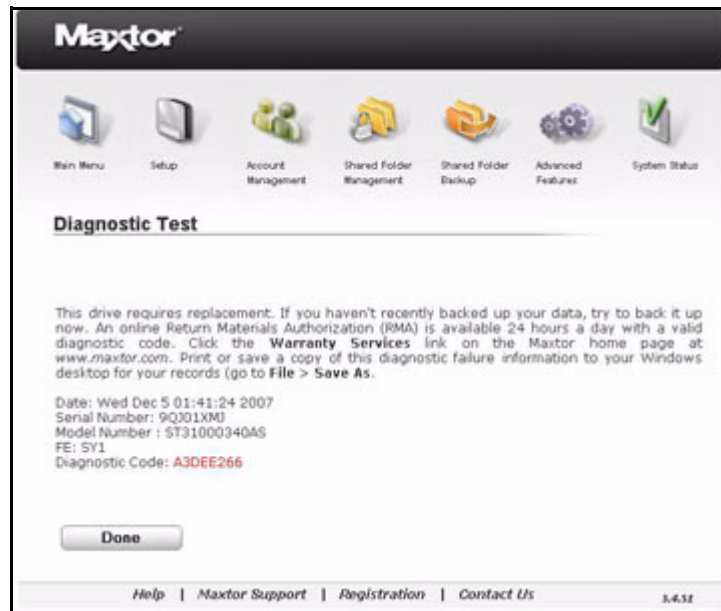 Maxtor
Main Menu
Setup
Account
Management
Shared Folder
Management
Shared Folder
Backup
Advanced
Features
System Status
Diagnostic Test
This drive requires replacement. If you haven't recently backed up your data, try to back it up
now. An online Return Materials Authorization (RMA) is available 24 hours a day with a valid
diagnostic code. Click the Warranty Services link on the Maxtor home page at
www.maxtor.com. Print or save a copy of this diagnostic failure information to your Windows
desktop for your records (go to File > Save As.
Date: Wed Dec 5 01:41:24 2007
Serial Number: 9QJ01XMJ
Model Number : ST31000340AS
FE: SY1
Diagnostic Code: A3DEE266
Done
Help | Maxtor Support | Registration | Contact Us